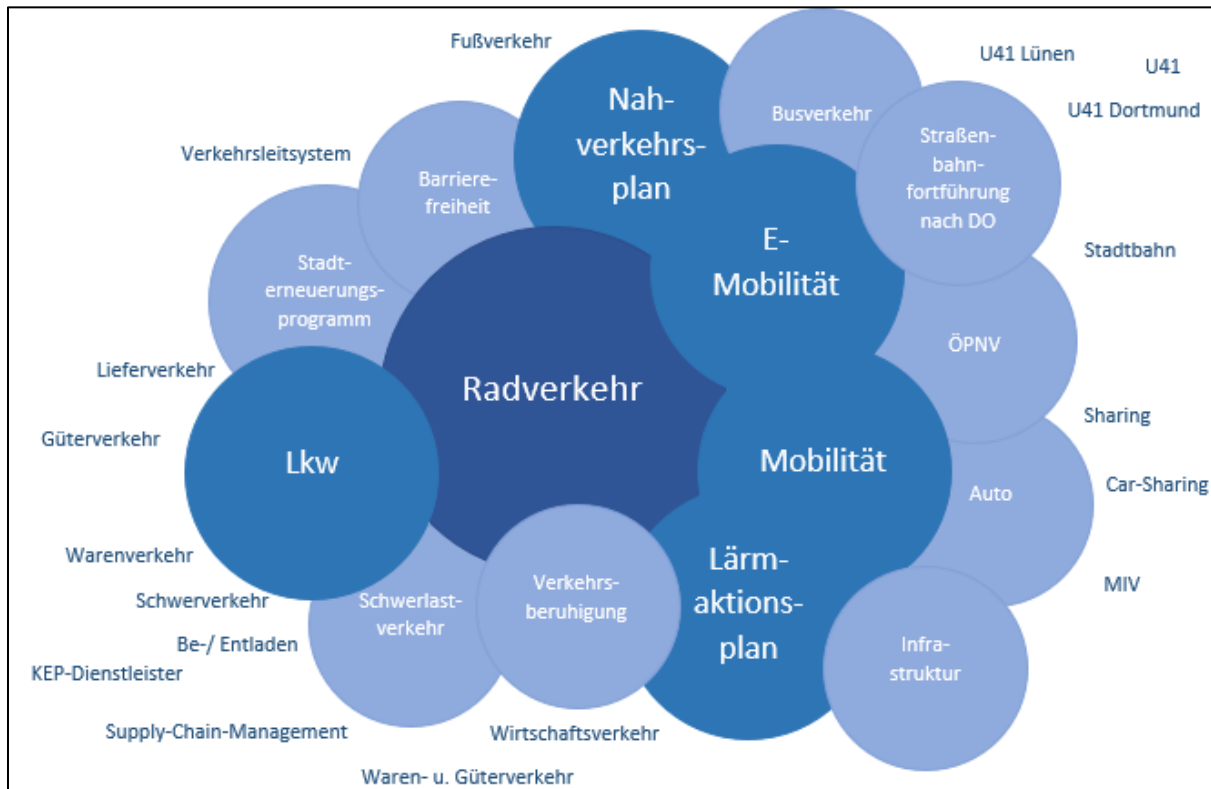 Fußverkehr
U41 Lünen
U41
Nah-
verkehrs-
plan
Busverkehr
U41 Dortmund
Straßen-
bahn-
fortführung
nach DO
Verkehrsleitsystem
Barriere-
freiheit
E-
Mobilität
Stadtbahn
Stadt-
erneuerungs-
programm
ÖPNV
Lieferverkehr
Radverkehr
Sharing
Güterverkehr
Lkw
Mobilität
Car-Sharing
Auto
Warenverkehr
Lärm-
aktions-
plan
MIV
Schwerverkehr
Schwerlast-
verkehr
Verkehrs-
beruhigung
Be-/ Entladen
Infra-
struktur
KEP-Dienstleister
Supply-Chain-Management
Wirtschaftsverkehr
Waren- u. Güterverkehr